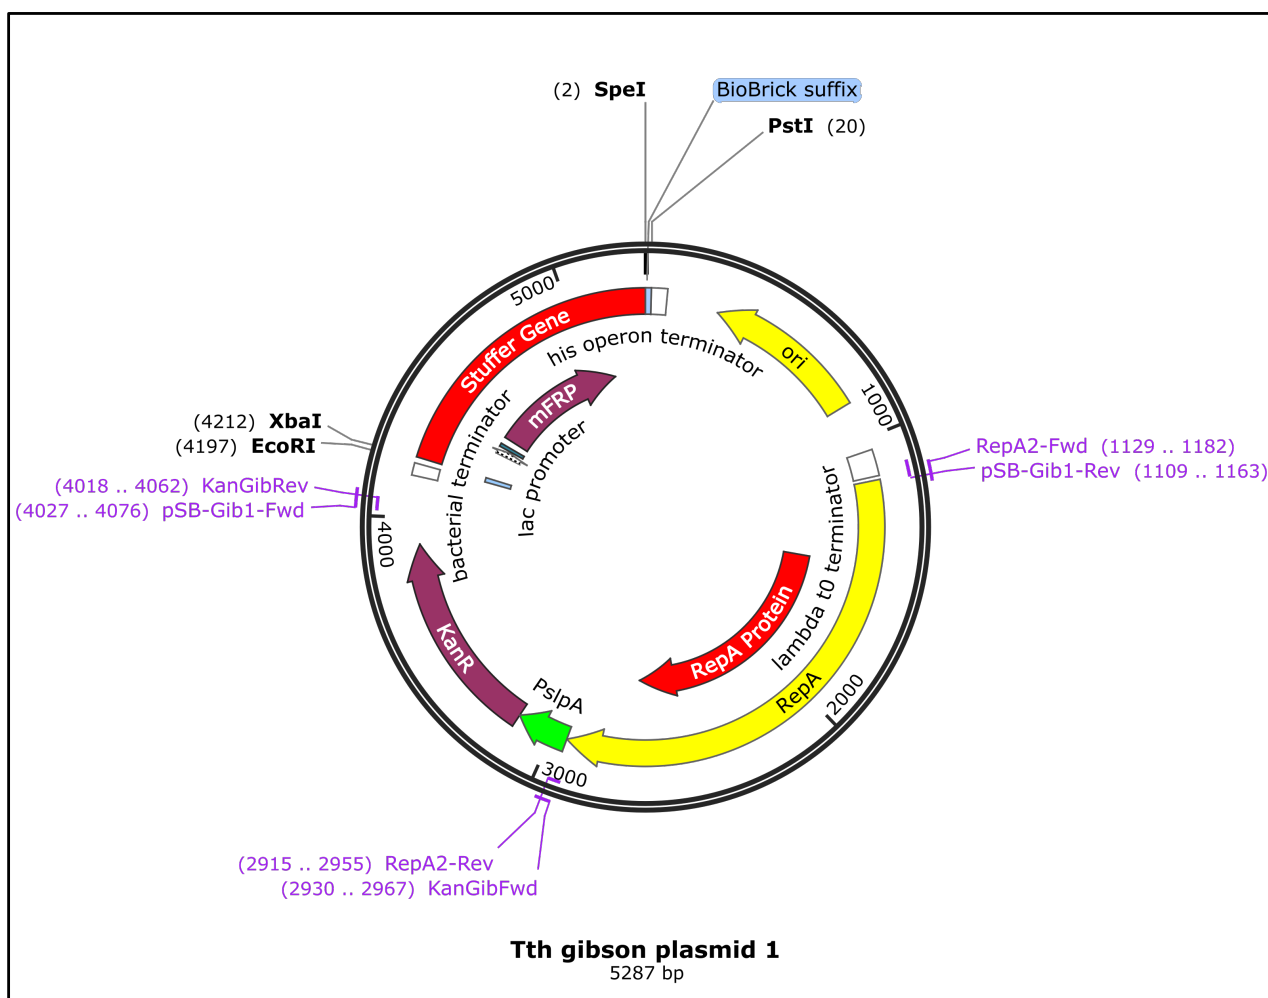 (2) SpeI
BioBrick suffix
PstI (20)
5000
Stuffer Gene
his operon terminator
ori
mFRP
1000
(4212) XbaI
(4197) EcoRI
bacterial terminator
lac promoter
RepA2-Fwd (1129 .. 1182)
pSB-Gib1-Rev (1109 .. 1163)
(4018 .. 4062) KanGibRev
(4027 .. 4076) pSB-Gib1-Fwd
4000
lambda t0 terminator
RepA Protein
KanR
PslpA
RepA
2000
3000
(2915 .. 2955) RepA2-Rev
(2930 .. 2967) KanGibFwd
Tth gibson plasmid 1
5287 bp